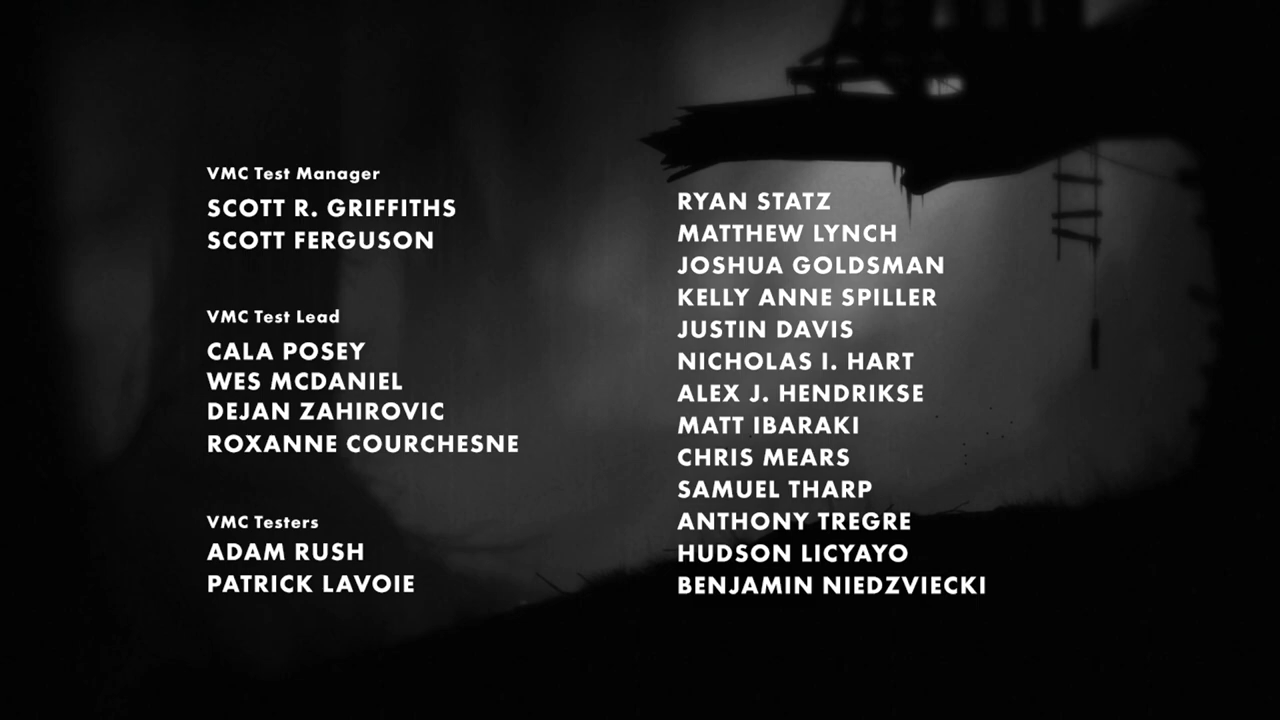 VMC Test Manager
SCOTT R. GRIFFITHS
SCOTT FERGUSON
VMC Test Lead
CALA POSEY
WES MCDANIEL
DEJAN ZAHIROVIC
ROXANNE COURCHESNE
VMC Testers
ADAM RUSH
PATRICK LAVOIE
RYAN STATZ
MATTHEW LYNCH
JOSHUA GOLDSMAN
KELLY ANNE SPILLER
JUSTIN DAVIS
NICHOLAS I. HART
ALEX J. HENDRIKSE
MATT IBARAKI
CHRIS MEARS
SAMUEL THARP
ANTHONY TREGRE
HUDSON LICYAYO
BENJAMIN NIEDZVIECKI